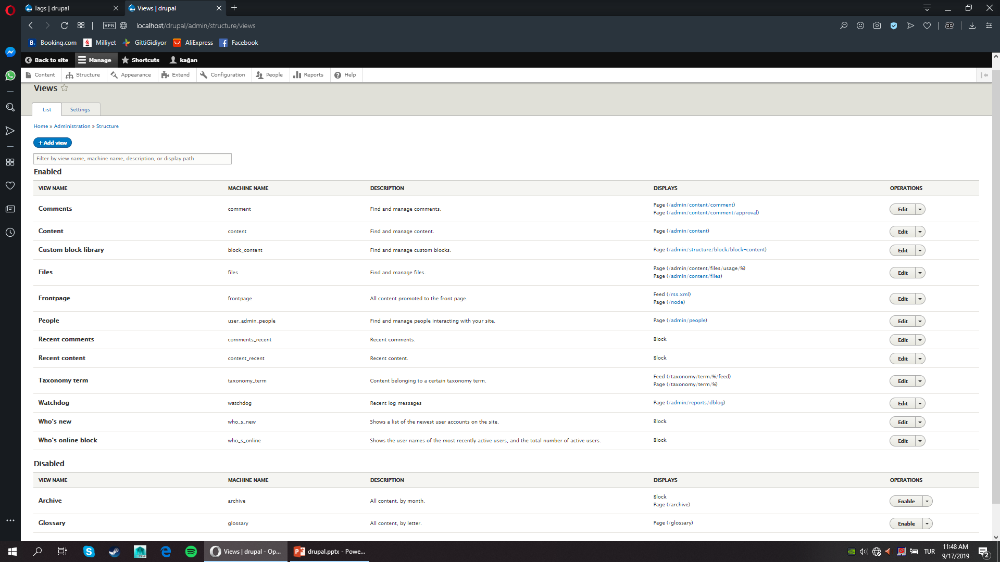 Tags | drupal
Views | drupal
VPN
localhost/drupal/admin/structure/views
B. Booking.com
Milliyet
GittiGidiyor
AliExpress
Facebook
Back to site
Manage
Shortcuts
kağan
Content
Structure
Appearance
Extend
Configuration
People
Reports
Help
Views
List
Settings
Home » Administration » Structure
+ Add view
Filter by view name, machine name, description, or display path
Enabled
VIEW NAME MACHINE NAME DESCRIPTION DISPLAYS OPERATIONS
Comments comment Find and manage comments. Page (/admin/content/comment) Edit
Page (/admin/content/comment/approval)
Content content Find and manage content. Page (/admin/content) Edit
Custom block library block_content Find and manage custom blocks. Page (/admin/structure/block/block-content) Edit
Files files Find and manage files. Page (/admin/content/files/usage/%) Edit
Page (/admin/content/files)
Frontpage frontpage All content promoted to the front page. Feed (/rss.xml) Edit
Page (/node)
People user_admin_people Find and manage people interacting with your site. Page (/admin/people) Edit
Recent comments comments_recent Recent comments. Block Edit
Recent content content_recent Recent content. Block Edit
Taxonomy term taxonomy_term Content belonging to a certain taxonomy term. Feed (/taxonomy/term/%/feed) Edit
Page (/taxonomy/term/%)
Watchdog watchdog Recent log messages Page (/admin/reports/dblog) Edit
Who's new who_s_new Shows a list of the newest user accounts on the site. Block Edit
Who's online block who_s_online Shows the user names of the most recently active users, and the total number of active users. Block Edit
Disabled
VIEW NAME MACHINE NAME DESCRIPTION DISPLAYS OPERATIONS
Archive archive All content, by month. Block Enable
Page (/archive)
Glossary glossary All content, by letter. Page (/glossary) Enable
Views | drupal - Op...
drupal.pptx - Powe...
TUR
11:48 AM
9/17/2019
2